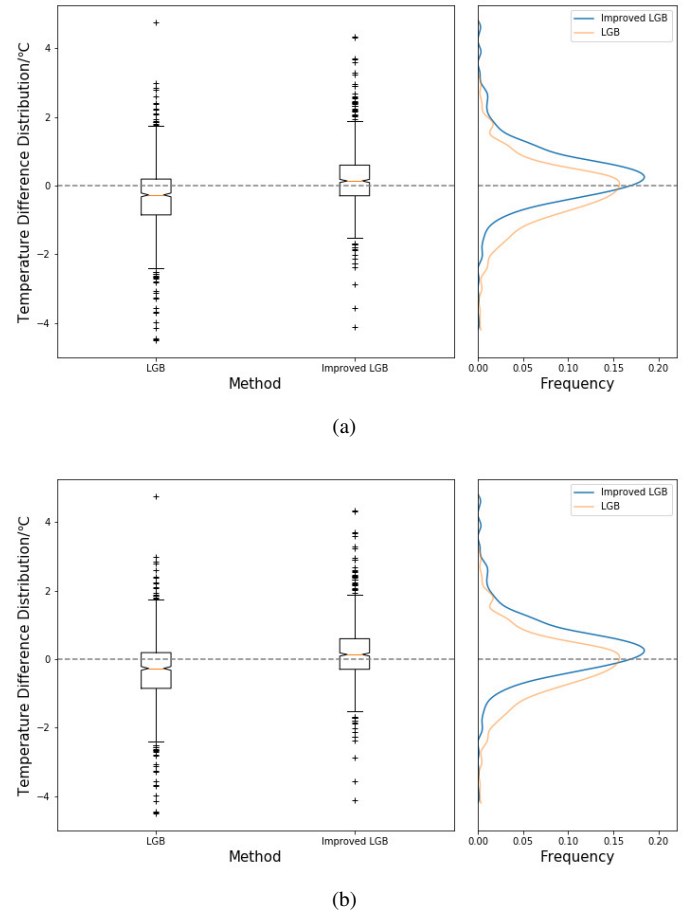 Temperature Difference Distribution/℃
4
2
0
−2
−4
LGB
Improved LGB
Method
Improved LGB
LGB
0.00
0.05
0.10
0.15
0.20
Frequency
(a)
Temperature Difference Distribution/℃
4
2
0
−2
−4
LGB
Improved LGB
Method
Improved LGB
LGB
0.00
0.05
0.10
0.15
0.20
Frequency
(b)